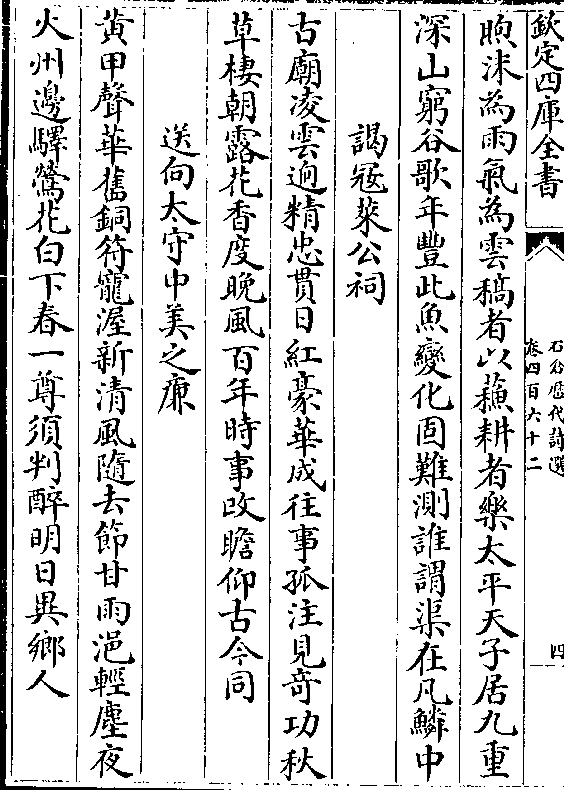 欽定四庫全書
石倉歴代詩選
卷四百六十二
四
㫬沫為雨氣為雲稿者以蘓耕者樂太平天子居九重
深山窮谷歌年豐此魚變化固難測誰謂渠在凡鱗中
謁冦萊公祠
古廟凌雲逈精忠貫日紅豪華成往事孤注見奇功秋
草棲朝露花香度晚風百年時事改瞻仰古今同
送向太守中美之亷
黄甲聲華舊銅符寵渥新清風隨去節甘雨浥輕塵夜
火州邊驛鶯花白下春一尊須判醉明日異鄉人